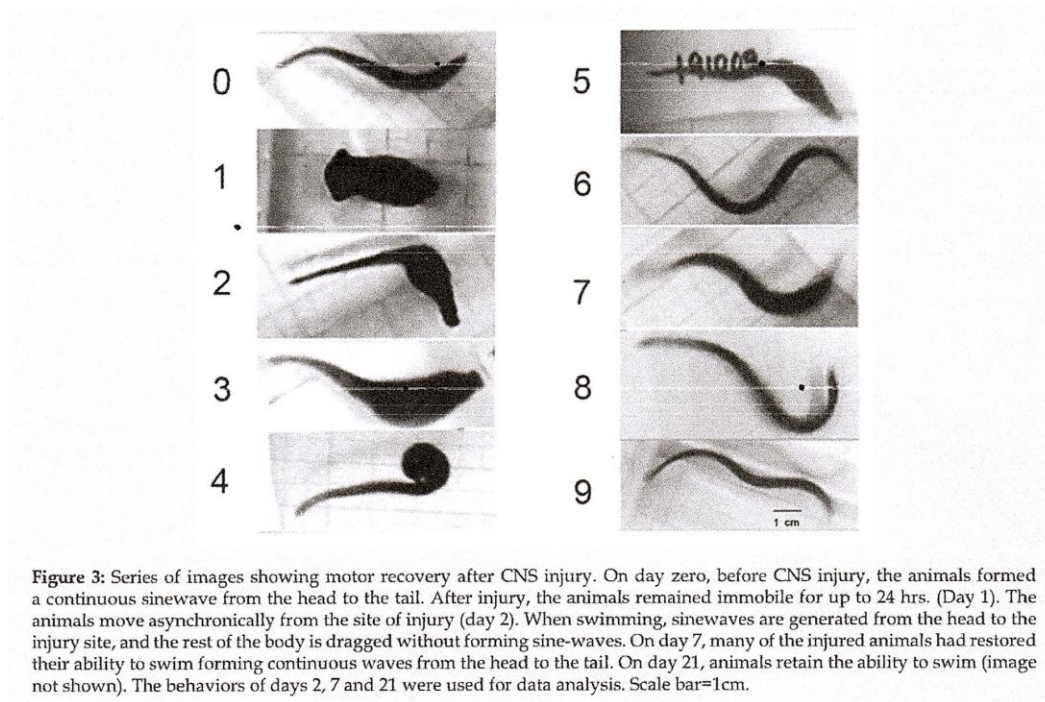 0
1
2
3
4
5
6
7
8
9
1 cm
Figure 3: Series of images showing motor recovery after CNS injury. On day zero, before CNS injury, the animals formed
a continuous sinewave from the head to the tail. After injury, the animals remained immobile for up to 24 hrs. (Day 1). The
animals move asynchronically from the site of injury (day 2). When swimming, sinewaves are generated from the head to the
injury site, and the rest of the body is dragged without forming sine-waves. On day 7, many of the injured animals had restored
their ability to swim forming continuous waves from the head to the tail. On day 21, animals retain the ability to swim (image
not shown). The behaviors of days 2, 7 and 21 were used for data analysis. Scale bar=1cm.